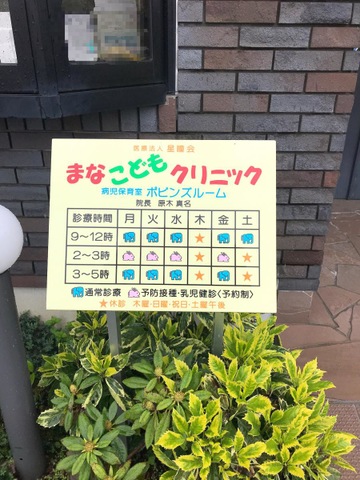 医療法人 星瞳会
まな こども クリニック
病児保育室 ポピンズルーム
院長 原木 真名
診療時間 月 火 水 木 金 土
9～12時 ★
2～3時 ★ ★
3～5時 ★ ★
通常診療 予防接種・乳児健診〈予約制〉
★休診 木曜・日曜・祝日・土曜午後